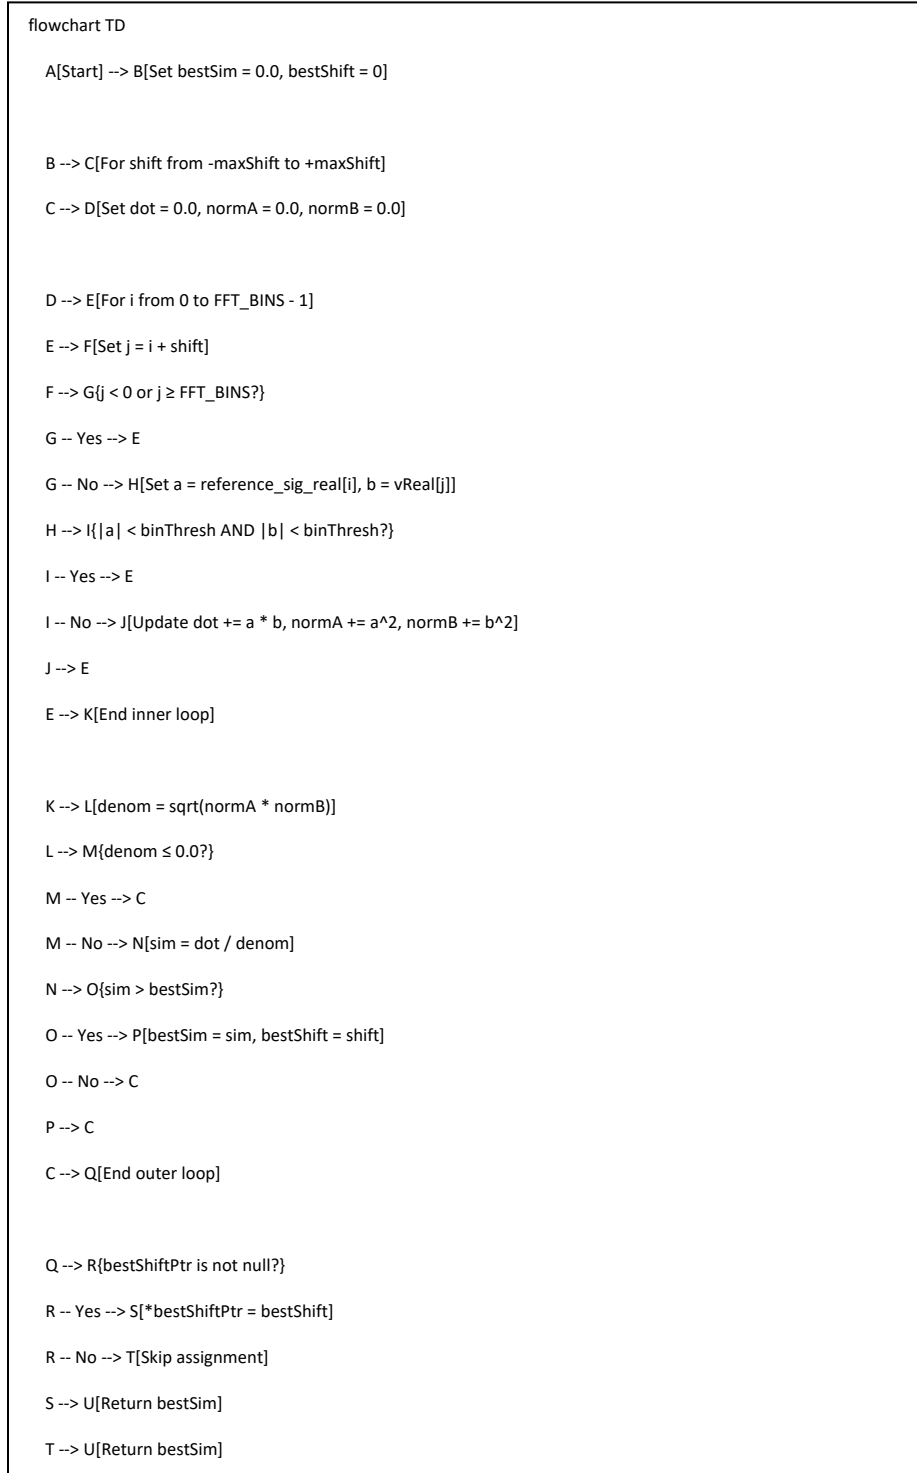 flowchart TD
A[Start] --> B[Set bestSim = 0.0, bestShift = 0]
B --> C[For shift from -maxShift to +maxShift]
C --> D[Set dot = 0.0, normA = 0.0, normB = 0.0]
D --> E[For i from 0 to FFT_BINS - 1]
E --> F[Set j = i + shift]
F --> G{j < 0 or j ≥ FFT_BINS?}
G -- Yes --> E
G -- No --> H[Set a = reference_sig_real[i], b = vReal[j]]
H --> I{|a| < binThresh AND |b| < binThresh?}
I -- Yes --> E
I -- No --> J[Update dot += a * b, normA += a^2, normB += b^2]
J --> E
E --> K[End inner loop]
K --> L[denom = sqrt(normA * normB)]
L --> M{denom ≤ 0.0?}
M -- Yes --> C
M -- No --> N[sim = dot / denom]
N --> O{sim > bestSim?}
O -- Yes --> P[bestSim = sim, bestShift = shift]
O -- No --> C
P --> C
C --> Q[End outer loop]
Q --> R{bestShiftPtr is not null?}
R -- Yes --> S[*bestShiftPtr = bestShift]
R -- No --> T[Skip assignment]
S --> U[Return bestSim]
T --> U[Return bestSim]